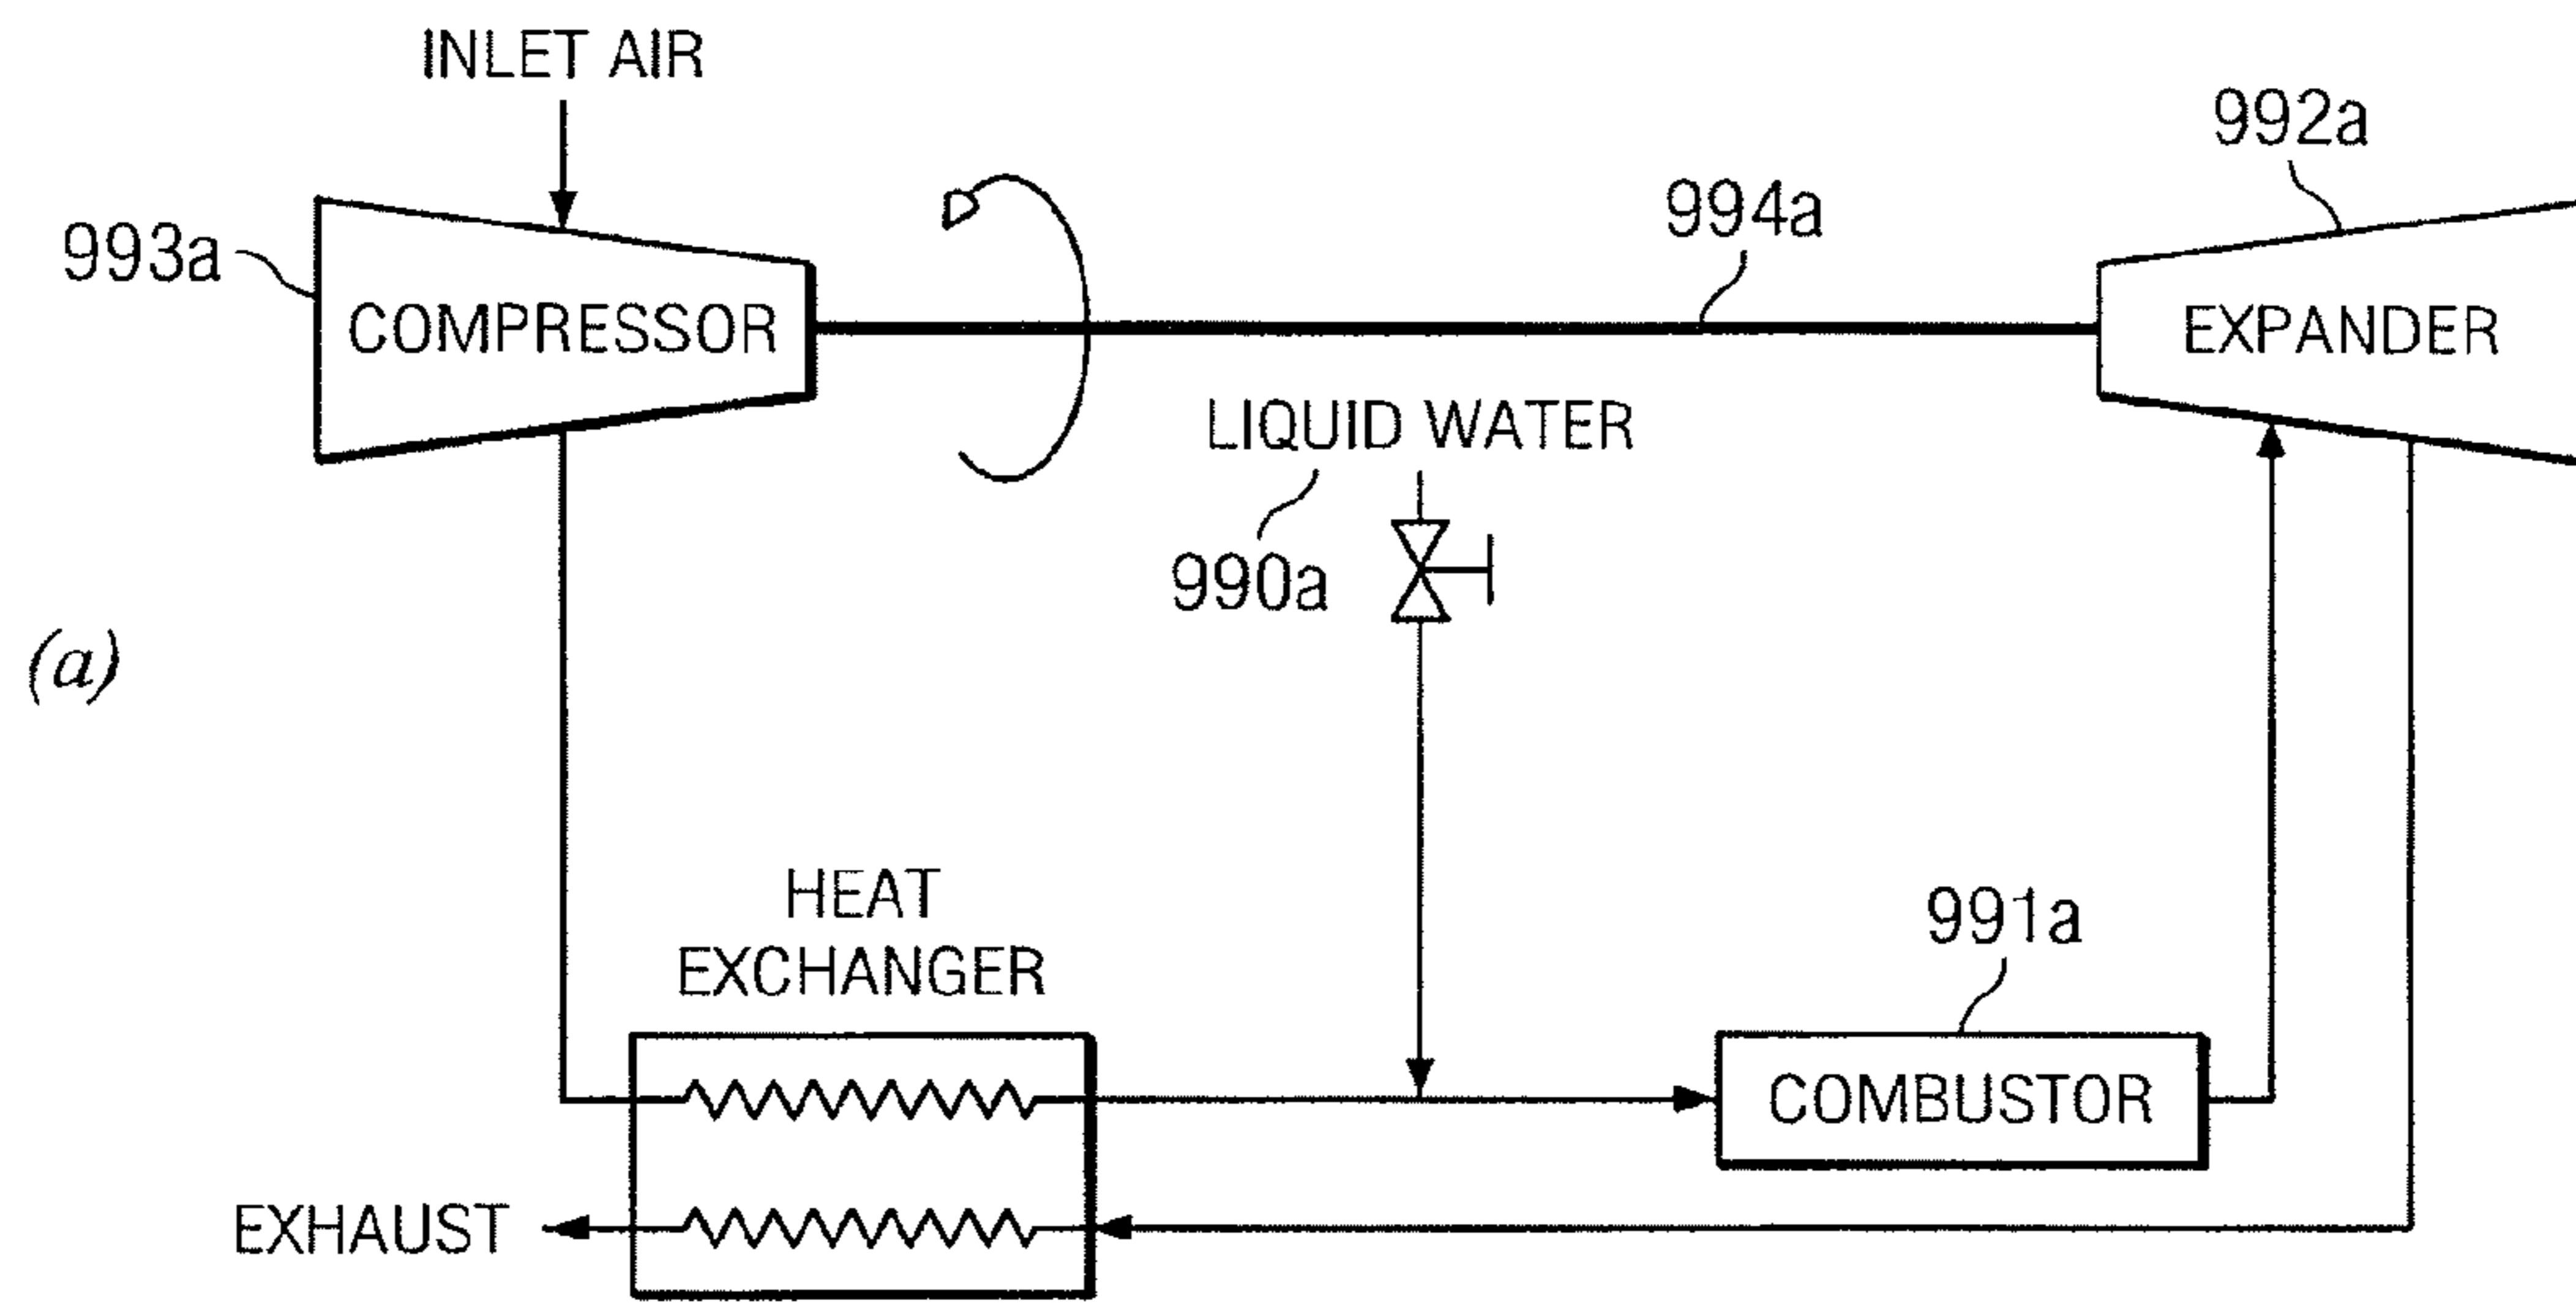 INLET AIR
992a
994a
993a
COMPRESSOR
EXPANDER
LIQUID WATER
990a
(a)
HEAT
EXCHANGER
991a
COMBUSTOR
EXHAUST